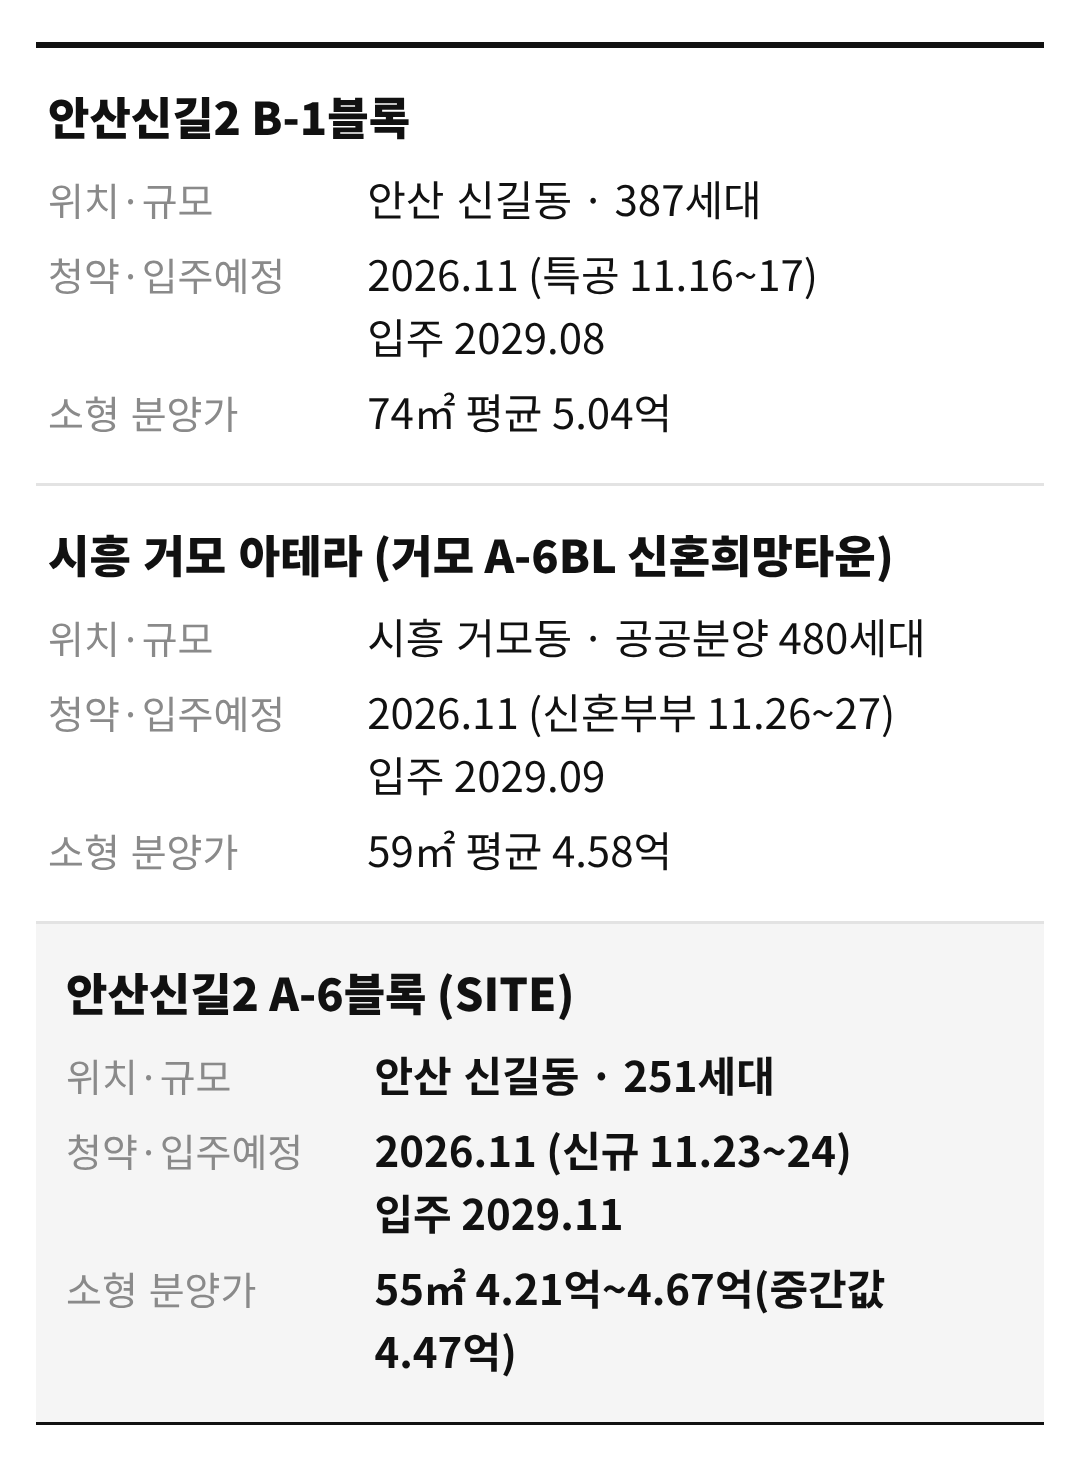 안산신길2 B-1블록
위치·규모 안산 신길동 · 387세대
청약·입주예정 2026.11 (특공 11.16~17)
입주 2029.08
소형 분양가 74㎡ 평균 5.04억
시흥 거모 아테라 (거모 A-6BL 신혼희망타운)
위치·규모 시흥 거모동 · 공공분양 480세대
청약·입주예정 2026.11 (신혼부부 11.26~27)
입주 2029.09
소형 분양가 59㎡ 평균 4.58억
안산신길2 A-6블록 (SITE)
위치·규모 안산 신길동 · 251세대
청약·입주예정 2026.11 (신규 11.23~24)
입주 2029.11
소형 분양가 55㎡ 4.21억~4.67억(중간값
4.47억)